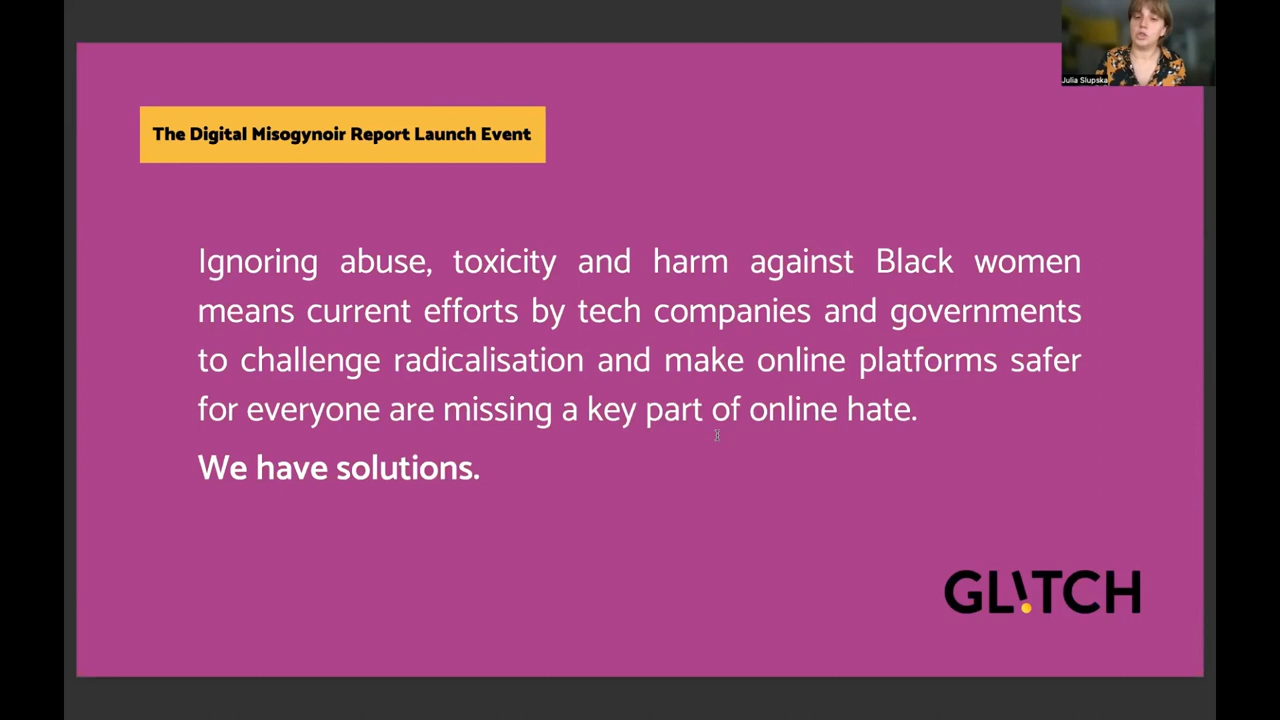 Julia Slupska
The Digital Misogynoir Report Launch Event
Ignoring abuse, toxicity and harm against Black women
means current efforts by tech companies and governments
to challenge radicalisation and make online platforms safer
for everyone are missing a key part of online hate.
We have solutions.
GL!TCH